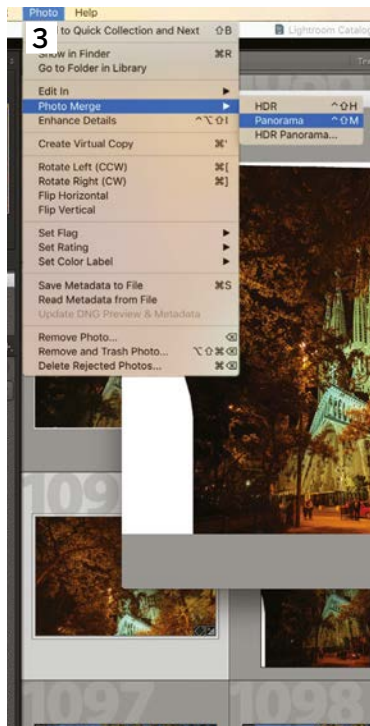 Photo Help
3
to Quick Collection and Next ⇧B
Lightroom Catalo
Show in Finder ⌘R
Go to Folder in Library
Edit In ▶
Photo Merge ▶
HDR ^⇧H
Enhance Details ^⌥⇧I
Panorama ^⇧M
HDR Panorama...
Create Virtual Copy ⌘'
Rotate Left (CCW) ⌘[
Rotate Right (CW) ⌘]
Flip Horizontal
Flip Vertical
Set Flag ▶
Set Rating ▶
Set Color Label ▶
Save Metadata to File ⌘S
Read Metadata from File
Update DNG Preview & Metadata
Remove Photo... ⌫
Remove and Trash Photo... ⌥⇧⌘⌫
Delete Rejected Photos... ⌘⌫
109
1097 1098